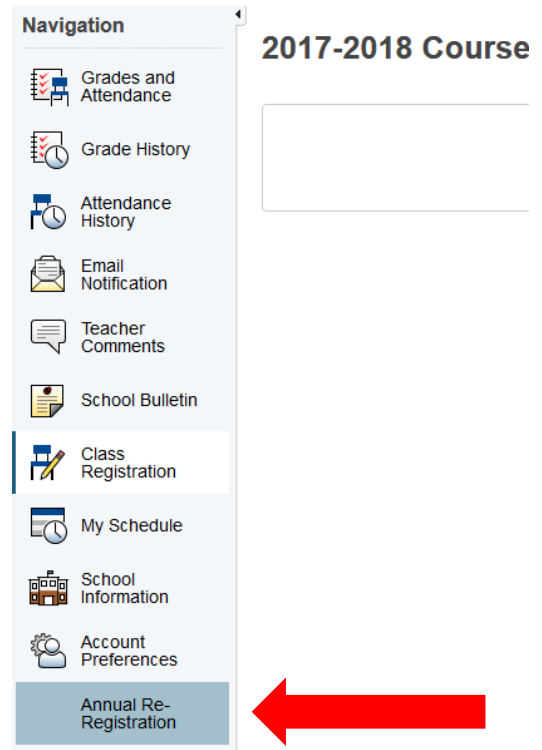 Navigation
2017-2018 Course
Grades and
Attendance
Grade History
Attendance
History
Email
Notification
Teacher
Comments
School Bulletin
Class
Registration
My Schedule
School
Information
Account
Preferences
Annual Re-
Registration